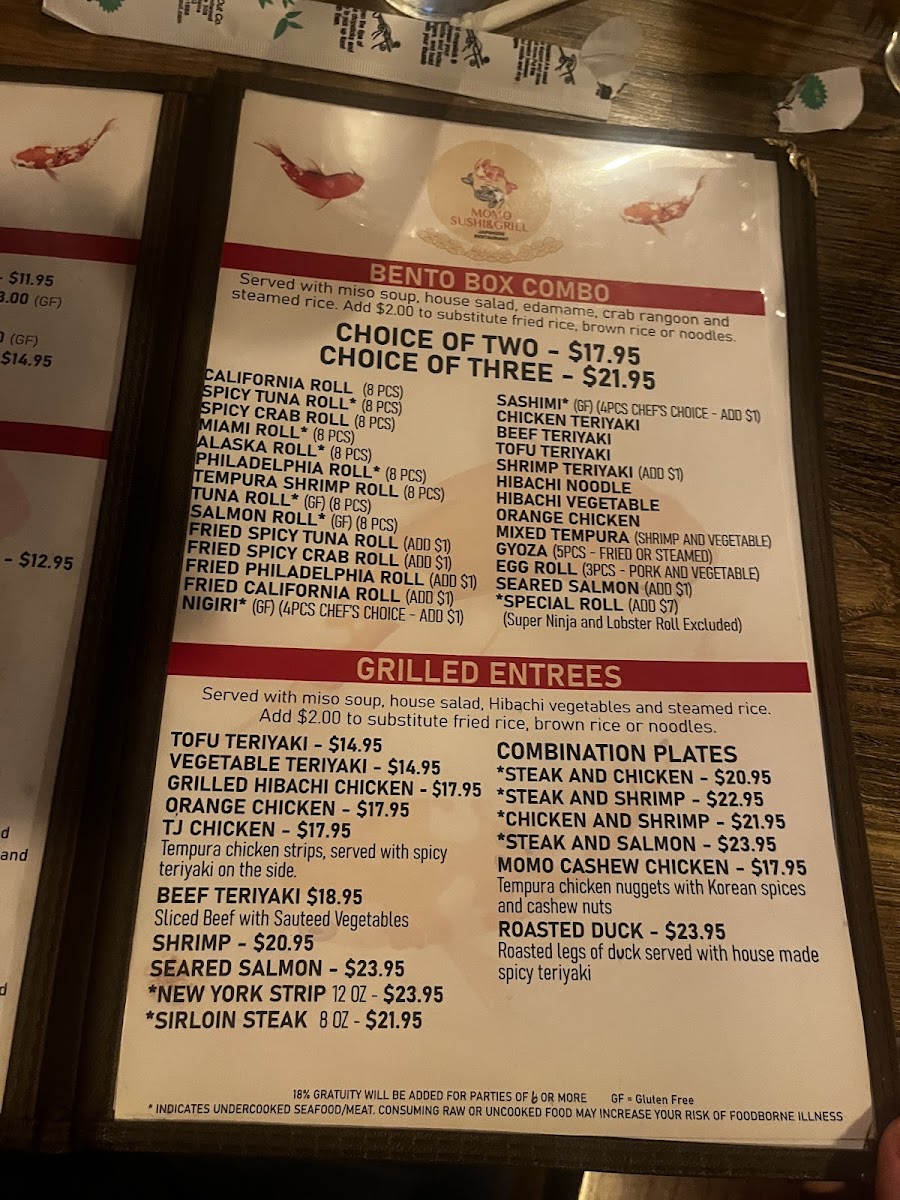 - $11.95
3.00 (GF)
(GF)
$14.95
- $12.95
d
and
d
MOMO
SUSHI&GRILL
JAPANESE
RESTAURANT
BENTO BOX COMBO
Served with miso soup, house salad, edamame, crab rangoon and
steamed rice. Add $2.00 to substitute fried rice, brown rice or noodles.
CHOICE OF TWO - $17.95
CHOICE OF THREE - $21.95
CALIFORNIA ROLL (8 PCS)
SPICY TUNA ROLL* (8 PCS)
SPICY CRAB ROLL (8 PCS)
MIAMI ROLL* (8 PCS)
ALASKA ROLL* (8 PCS)
PHILADELPHIA ROLL* (8 PCS)
TEMPURA SHRIMP ROLL (8 PCS)
TUNA ROLL* (GF) (8 PCS)
SALMON ROLL* (GF) (8 PCS)
FRIED SPICY TUNA ROLL (ADD $1)
FRIED SPICY CRAB ROLL (ADD $1)
FRIED PHILADELPHIA ROLL (ADD $1)
FRIED CALIFORNIA ROLL (ADD $1)
NIGIRI* (GF) (4PCS CHEF'S CHOICE - ADD $1)
SASHIMI* (GF) (4PCS CHEF'S CHOICE - ADD $1)
CHICKEN TERIYAKI
BEEF TERIYAKI
TOFU TERIYAKI
SHRIMP TERIYAKI (ADD $1)
HIBACHI NOODLE
HIBACHI VEGETABLE
ORANGE CHICKEN
MIXED TEMPURA (SHRIMP AND VEGETABLE)
GYOZA (5PCS - FRIED OR STEAMED)
EGG ROLL (3PCS - PORK AND VEGETABLE)
SEARED SALMON (ADD $1)
*SPECIAL ROLL (ADD $7)
(Super Ninja and Lobster Roll Excluded)
GRILLED ENTREES
Served with miso soup, house salad, Hibachi vegetables and steamed rice.
Add $2.00 to substitute fried rice, brown rice or noodles.
TOFU TERIYAKI - $14.95
VEGETABLE TERIYAKI - $14.95
GRILLED HIBACHI CHICKEN - $17.95
ORANGE CHICKEN - $17.95
TJ CHICKEN - $17.95
Tempura chicken strips, served with spicy
teriyaki on the side.
BEEF TERIYAKI $18.95
Sliced Beef with Sauteed Vegetables
SHRIMP - $20.95
SEARED SALMON - $23.95
*NEW YORK STRIP 12 OZ - $23.95
*SIRLOIN STEAK 8 OZ - $21.95
COMBINATION PLATES
*STEAK AND CHICKEN - $20.95
*STEAK AND SHRIMP - $22.95
*CHICKEN AND SHRIMP - $21.95
*STEAK AND SALMON - $23.95
MOMO CASHEW CHICKEN - $17.95
Tempura chicken nuggets with Korean spices
and cashew nuts
ROASTED DUCK - $23.95
Roasted legs of duck served with house made
spicy teriyaki
18% GRATUITY WILL BE ADDED FOR PARTIES OF 6 OR MORE GF = Gluten Free
* INDICATES UNDERCOOKED SEAFOOD/MEAT. CONSUMING RAW OR UNCOOKED FOOD MAY INCREASE YOUR RISK OF FOODBORNE ILLNESS